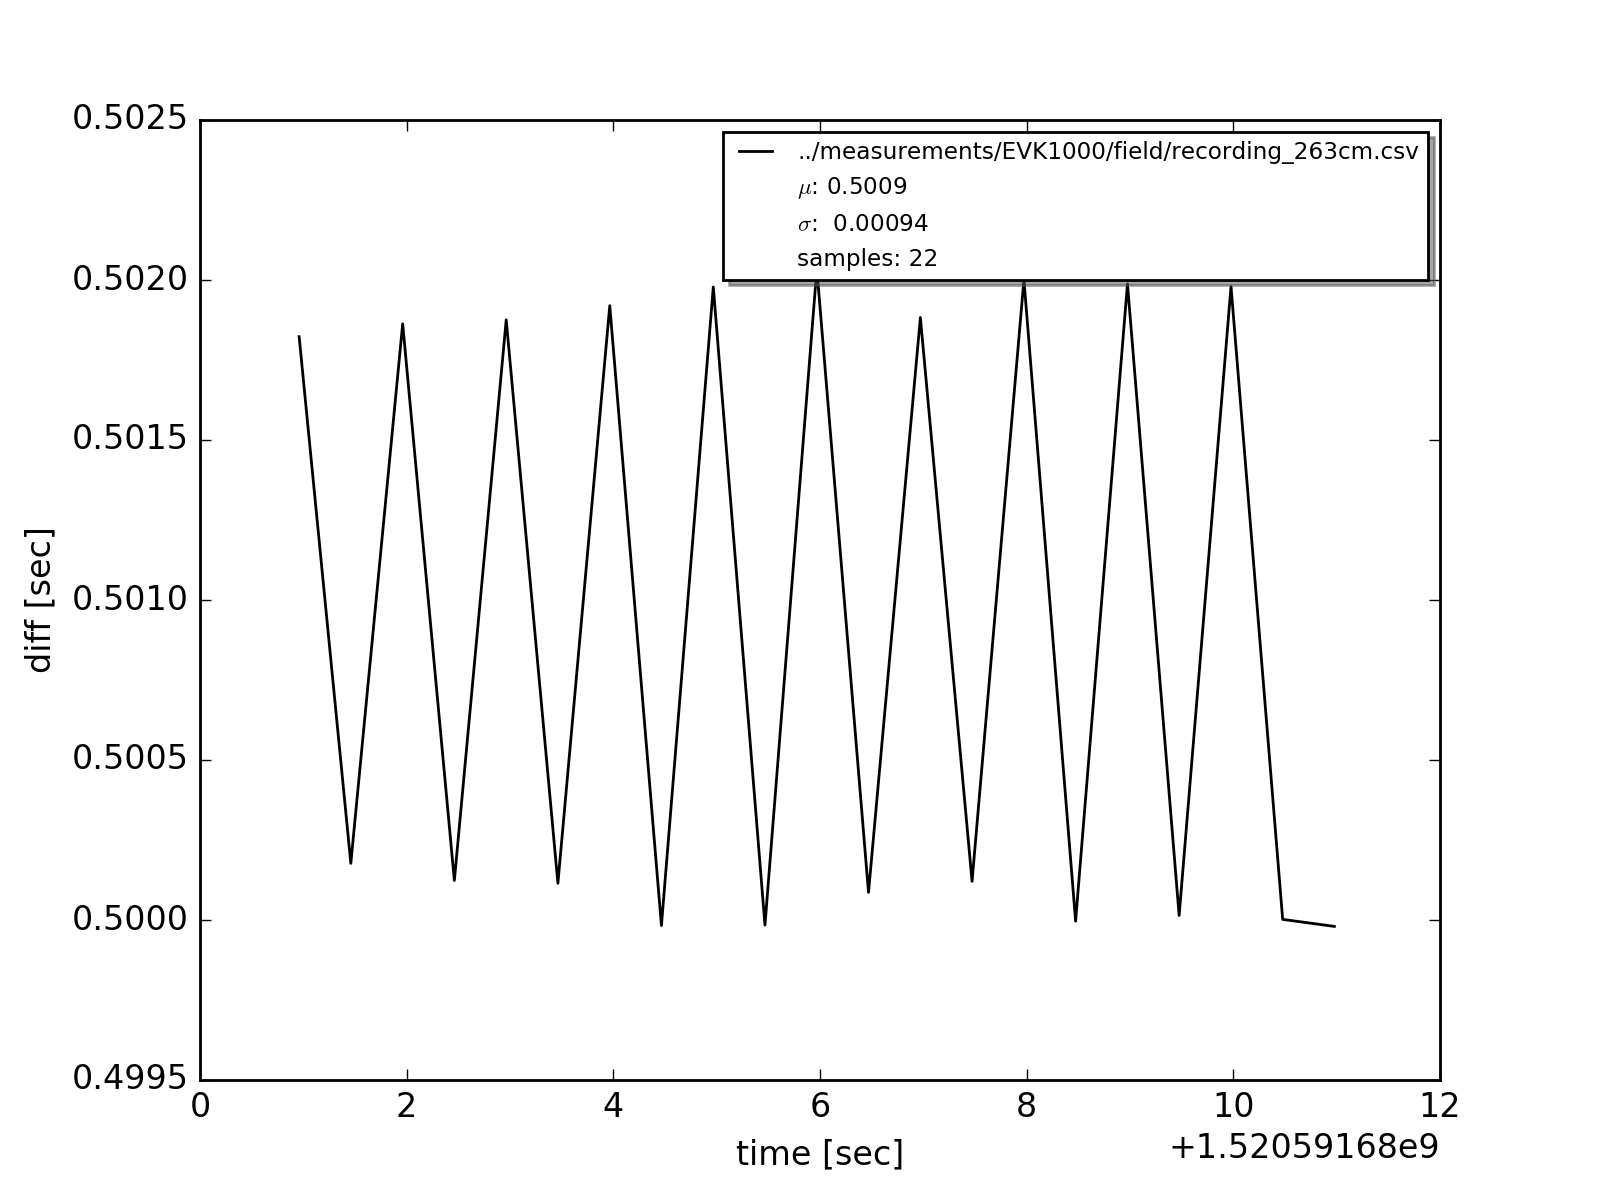 0.5025
0.5020
0.5015
0.5010
0.5005
0.5000
0.4995
diff [sec]
../measurements/EVK1000/field/recording_263cm.csv
μ: 0.5009
σ: 0.00094
samples: 22
0 2 4 6 8 10 12
time [sec]
+1.52059168e9